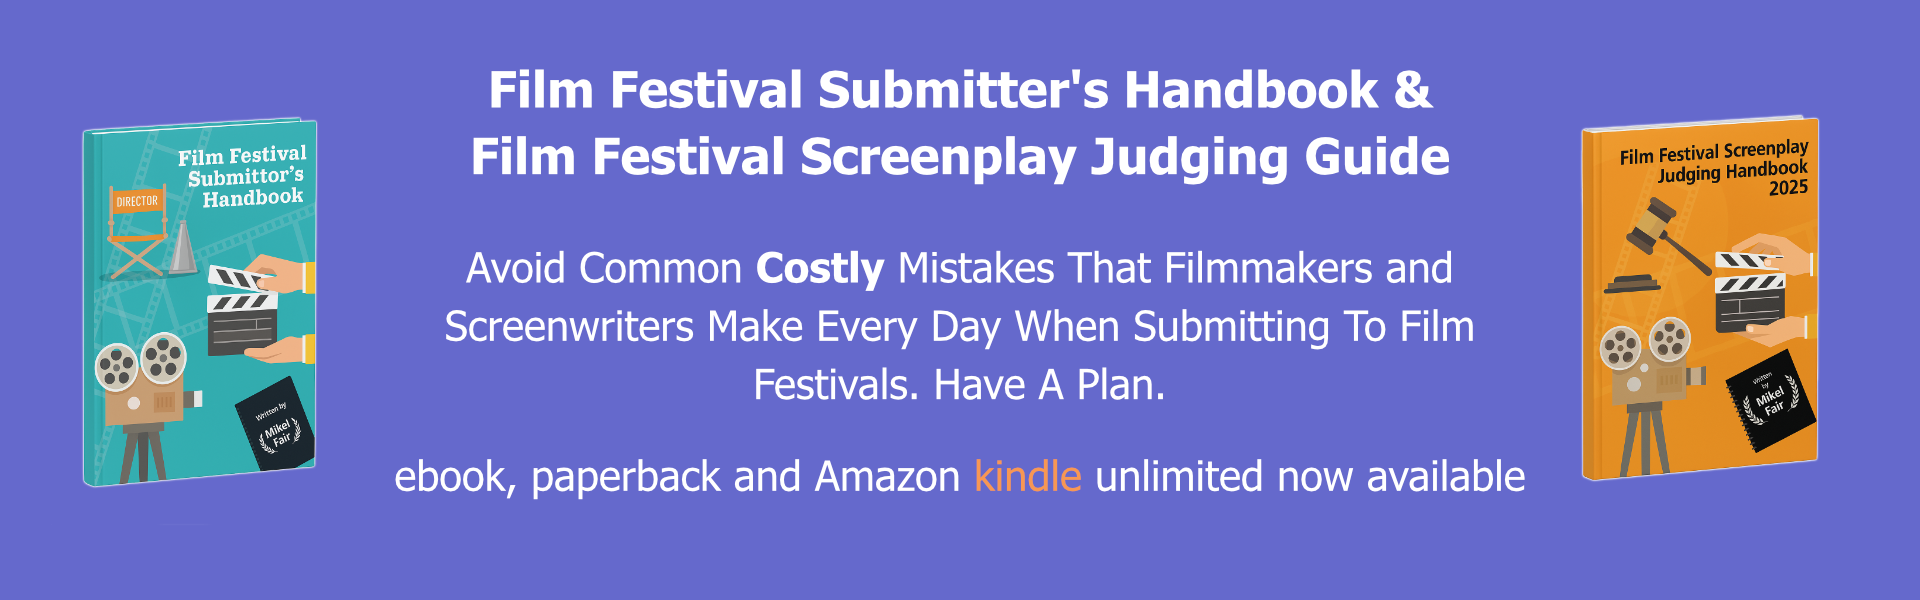 Film Festival Submitter's Handbook &
Film Festival Screenplay Judging Guide
Avoid Common Costly Mistakes That Filmmakers and
Screenwriters Make Every Day When Submitting To Film
Festivals. Have A Plan.
ebook, paperback and Amazon kindle unlimited now available
Film Festival
Submittor's
Handbook
DIRECTOR
Written by
Mikel
Fair
Film Festival Screenplay
Judging Handbook
2025
written
by
Mikel
Fair